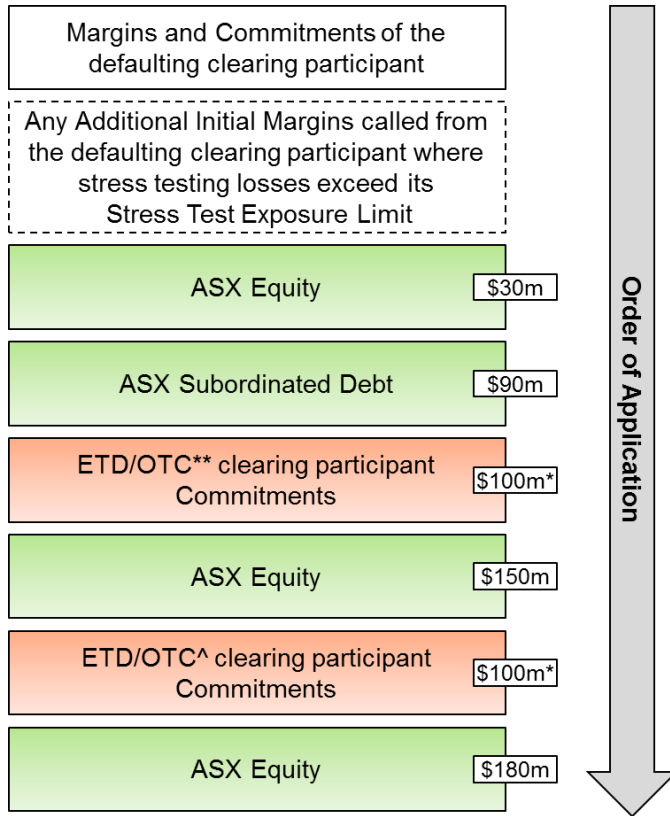 Margins and Commitments of the
defaulting clearing participant
Any Additional Initial Margins called from
the defaulting clearing participant where
stress testing losses exceed its
Stress Test Exposure Limit
ASX Equity
$30m
ASX Subordinated Debt
$90m
ETD/OTC** clearing participant
Commitments
$100m*
ASX Equity
$150m
ETD/OTC^ clearing participant
Commitments
$100m*
ASX Equity
$180m
Order of Application